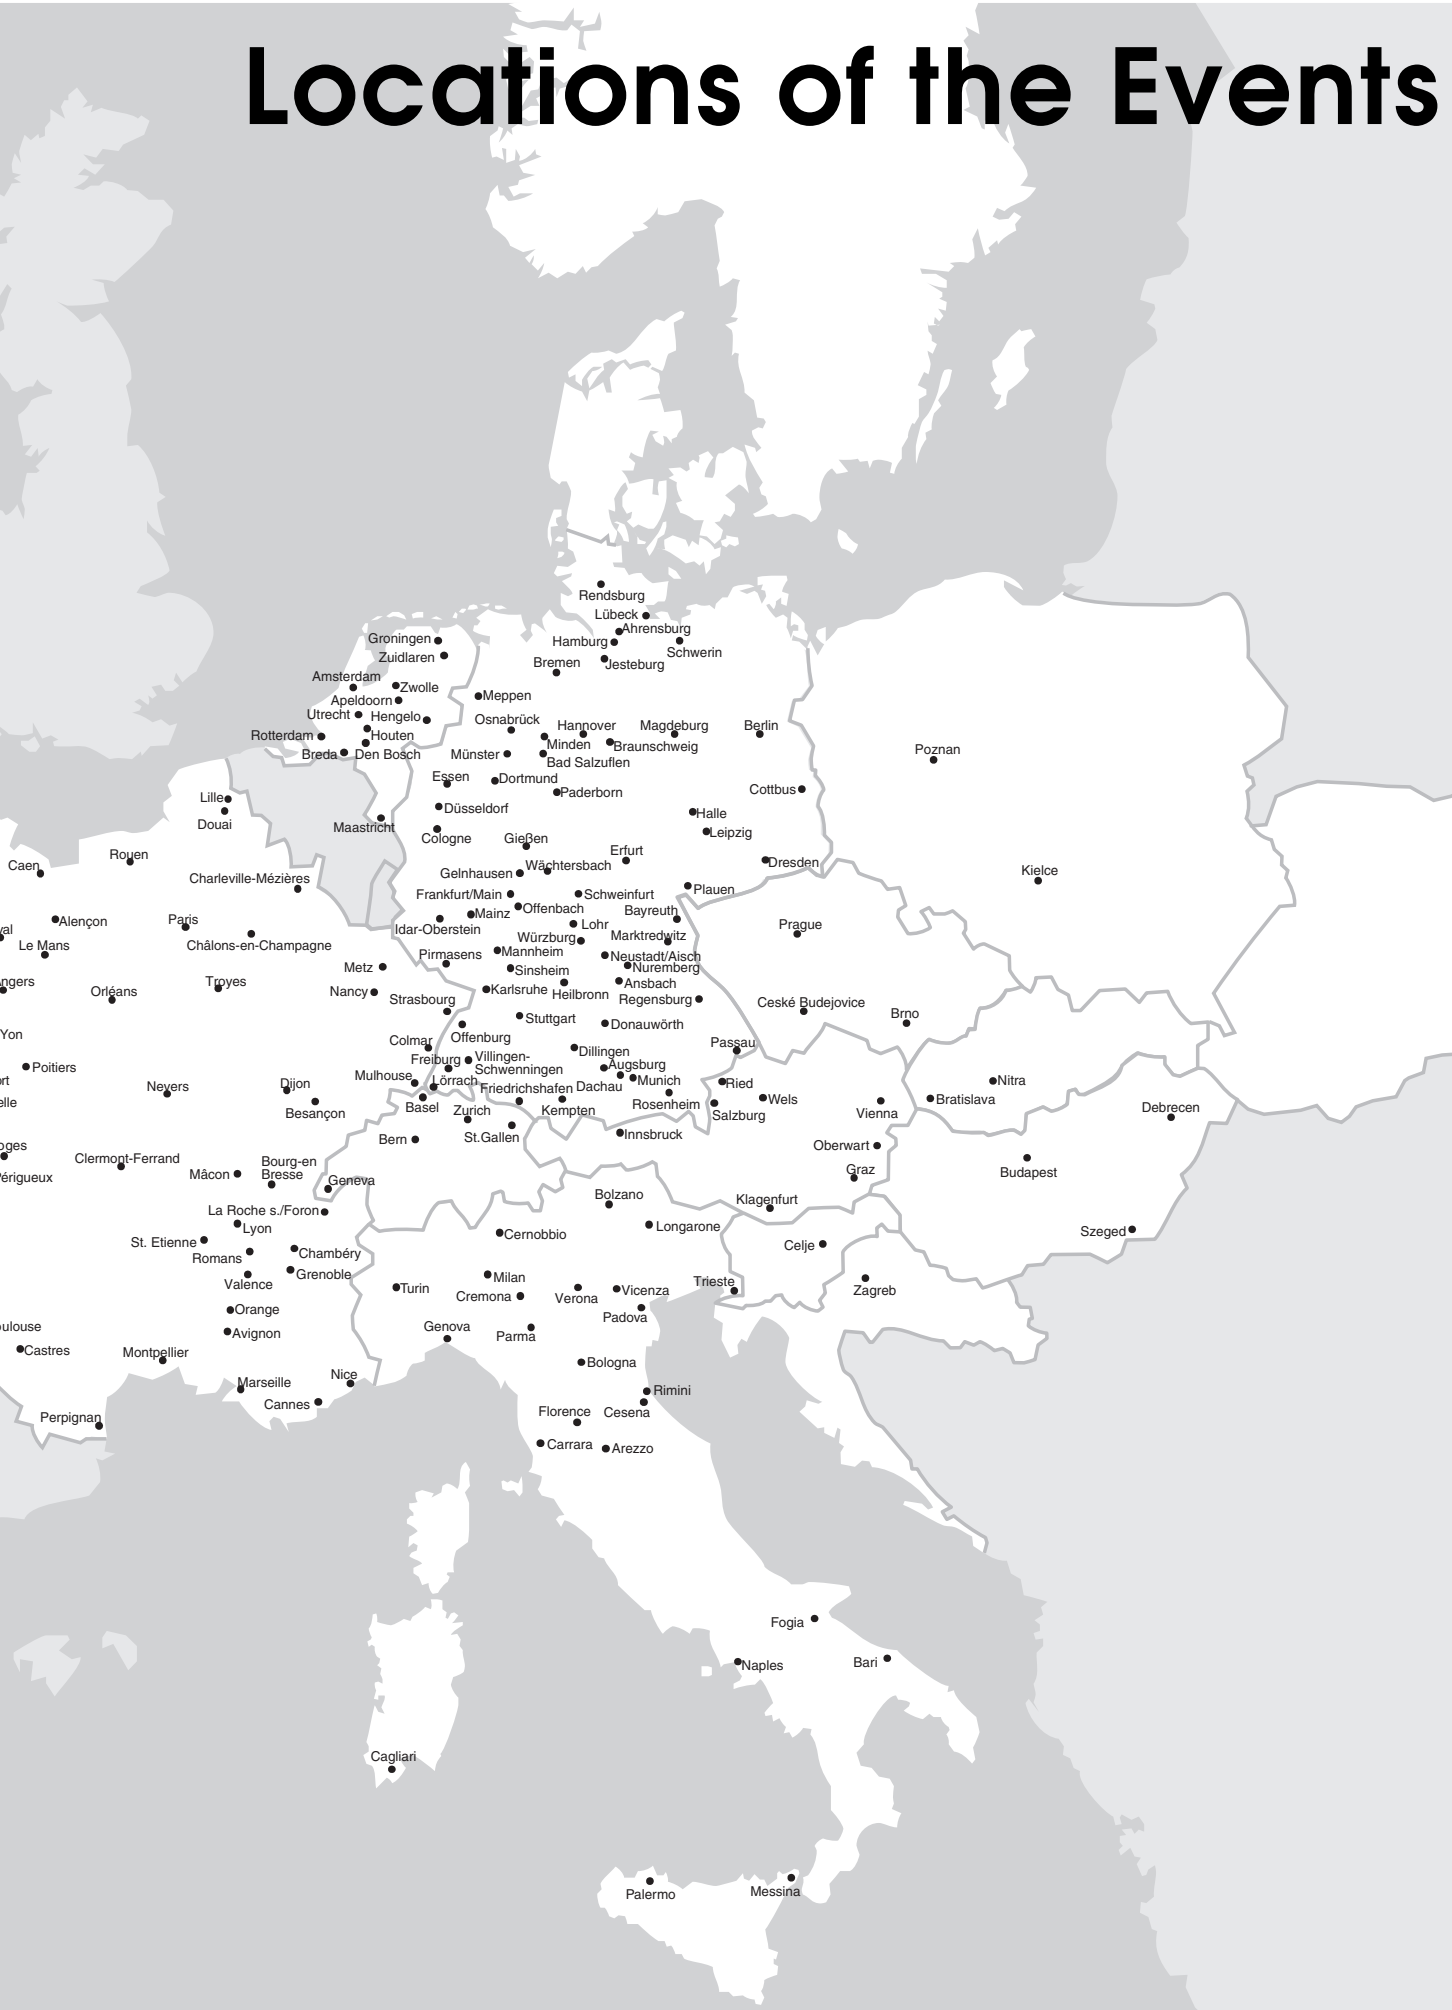 Locations of the Events
Rendsburg
Lübeck
Ahrensburg
Groningen
Hamburg
Schwerin
Zuidlaren
Bremen
Jesteburg
Amsterdam
Zwolle
Meppen
Apeldoorn
Utrecht
Hengelo
Osnabrück
Hannover
Magdeburg
Berlin
Rotterdam
Houten
Minden
Braunschweig
Poznan
Breda
Den Bosch
Münster
Bad Salzuflen
Essen
Dortmund
Paderborn
Cottbus
Lille
Düsseldorf
Halle
Douai
Maastricht
Leipzig
Cologne
Gießen
Rouen
Erfurt
Caen
Wächtersbach
Dresden
Gelnhausen
Kielce
Charleville-Mézières
Plauen
Frankfurt/Main
Schweinfurt
Offenbach
Bayreuth
Mainz
Alençon
Paris
Idar-Oberstein
Lohr
Prague
val
Würzburg
Marktredwitz
Le Mans
Châlons-en-Champagne
Mannheim
Pirmasens
Neustadt/Aisch
Metz
Sinsheim
Nuremberg
ngers
Troyes
Ansbach
Orléans
Nancy
Karlsruhe
Heilbronn
Strasbourg
Regensburg
Ceské Budejovice
Brno
Stuttgart
Donauwörth
Yon
Offenburg
Colmar
Passau
Dillingen
Freiburg
Villingen-
Schwenningen
Augsburg
Poitiers
Mulhouse
Lörrach
Munich
Ried
Nitra
ort
Nevers
Dijon
Friedrichshafen
Dachau
elle
Besançon
Basel
Zurich
Kempten
Rosenheim
Wels
Salzburg
Vienna
Bratislava
Debrecen
Bern
St.Gallen
Innsbruck
oges
Oberwart
Clermont-Ferrand
Bourg-en
Bresse
Graz
Budapest
Périgueux
Mâcon
Geneva
Bolzano
Klagenfurt
La Roche s./Foron
Lyon
Cernobbio
Longarone
Szeged
St. Etienne
Celje
Romans
Chambéry
Grenoble
Milan
Valence
Turin
Cremona
Verona
Vicenza
Trieste
Zagreb
Orange
Padova
oulouse
Avignon
Genova
Parma
Castres
Montpellier
Bologna
Nice
Marseille
Rimini
Cannes
Florence
Cesena
Perpignan
Carrara
Arezzo
Fogia
Naples
Bari
Cagliari
Palermo
Messina